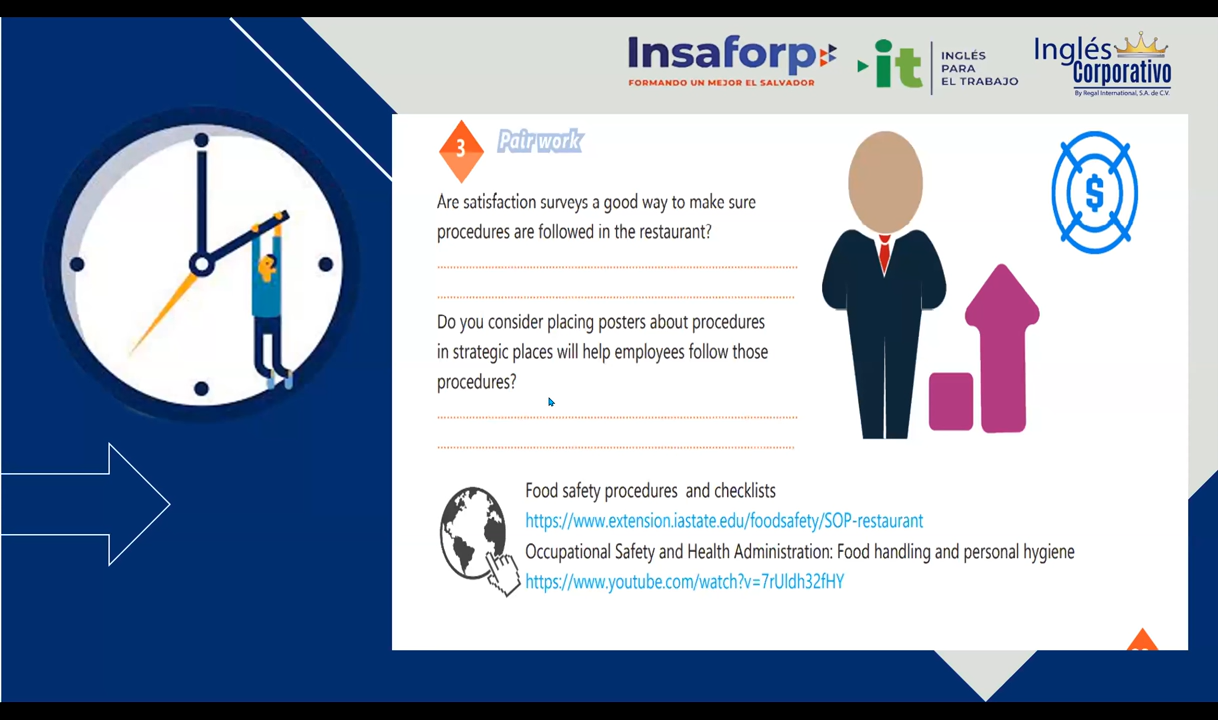 Insaforp
FORMANDO UN MEJOR EL SALVADOR
it
INGLÉS
PARA
EL TRABAJO
Inglés
Corporativo
By Regal International, S.A. de C.V.
3
Pair work
Are satisfaction surveys a good way to make sure
procedures are followed in the restaurant?
Do you consider placing posters about procedures
in strategic places will help employees follow those
procedures?
$
Food safety procedures and checklists
https://www.extension.iastate.edu/foodsafety/SOP-restaurant
Occupational Safety and Health Administration: Food handling and personal hygiene
https://www.youtube.com/watch?v=7rUIdh32fHY